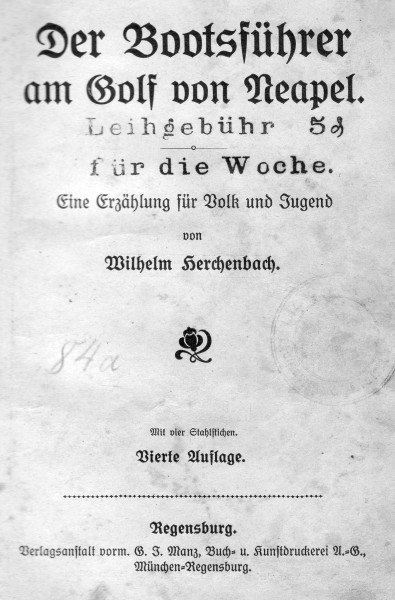 Der Bootsführer
am Golf von Neapel.
Leihgebühr 5₰
für die Woche.
Eine Erzählung für Volk und Jugend
von
Wilhelm Herchenbach.
84a
Mit vier Stahlstichen.
Vierte Auflage.
Regensburg.
Verlagsanstalt vorm. G. J. Manz, Buch- u. Kunstdruckerei A.-G.,
München-Regensburg.